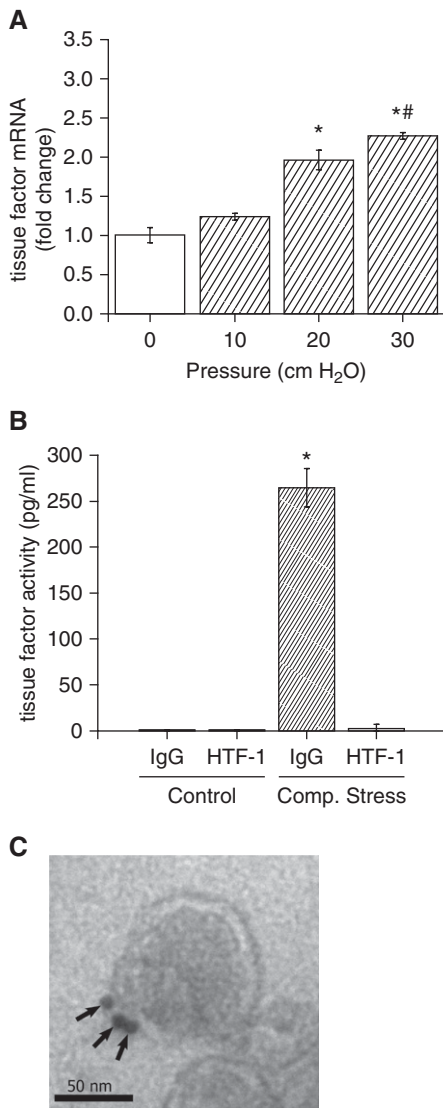 A
tissue factor mRNA
(fold change)
3.5
3.0
2.5
2.0
1.5
1.0
0.5
0.0
*
*#
0 10 20 30
Pressure (cm H₂O)
B
tissue factor activity (pg/ml)
300
250
200
150
100
50
0
*
IgG HTF-1 IgG HTF-1
Control Comp. Stress
C
50 nm